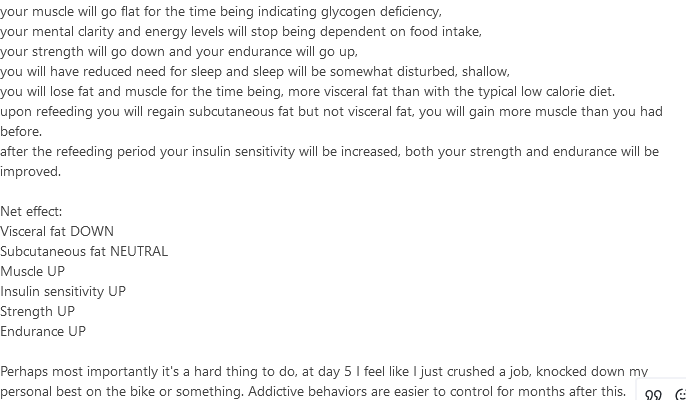 your muscle will go flat for the time being indicating glycogen deficiency,
your mental clarity and energy levels will stop being dependent on food intake,
your strength will go down and your endurance will go up,
you will have reduced need for sleep and sleep will be somewhat disturbed, shallow,
you will lose fat and muscle for the time being, more visceral fat than with the typical low calorie diet.
upon refeeding you will regain subcutaneous fat but not visceral fat, you will gain more muscle than you had
before.
after the refeeding period your insulin sensitivity will be increased, both your strength and endurance will be
improved.
Net effect:
Visceral fat DOWN
Subcutaneous fat NEUTRAL
Muscle UP
Insulin sensitivity UP
Strength UP
Endurance UP
Perhaps most importantly it's a hard thing to do, at day 5 I feel like I just crushed a job, knocked down my
personal best on the bike or something. Addictive behaviors are easier to control for months after this.